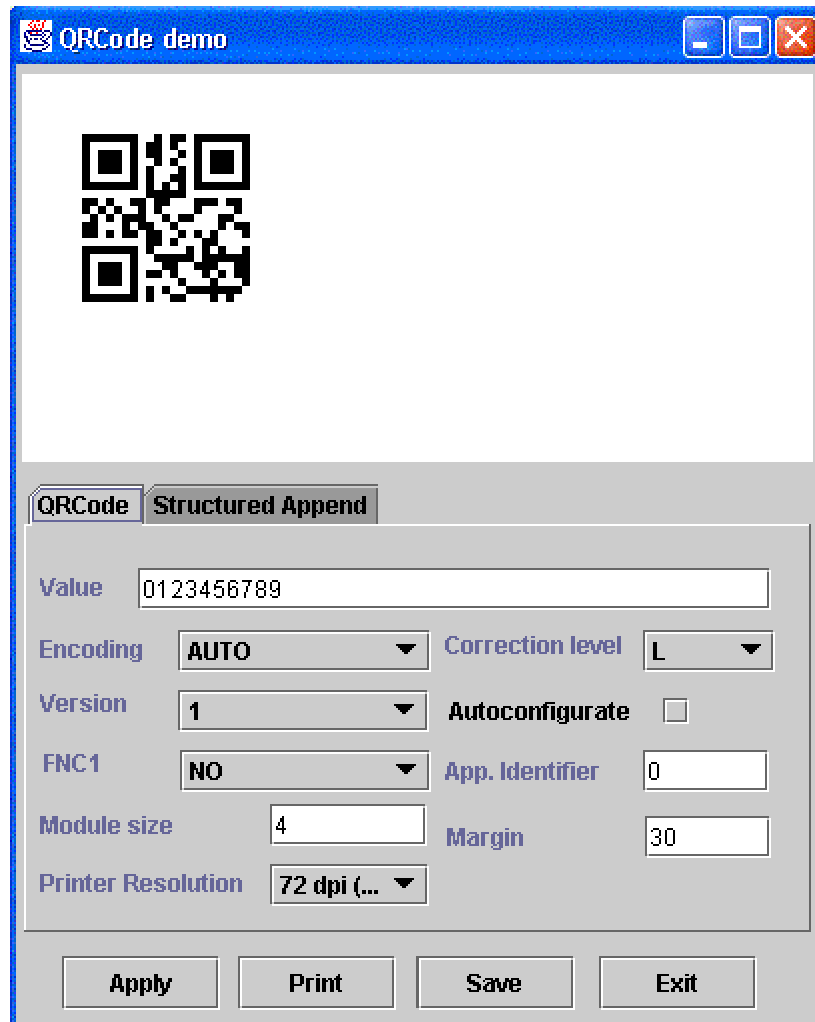 QRCode demo
QRCode Structured Append
Value 0123456789
Encoding AUTO Correction level L
Version 1 Autoconfigurate
FNC1 NO App. Identifier 0
Module size 4 Margin 30
Printer Resolution 72 dpi (...
Apply Print Save Exit